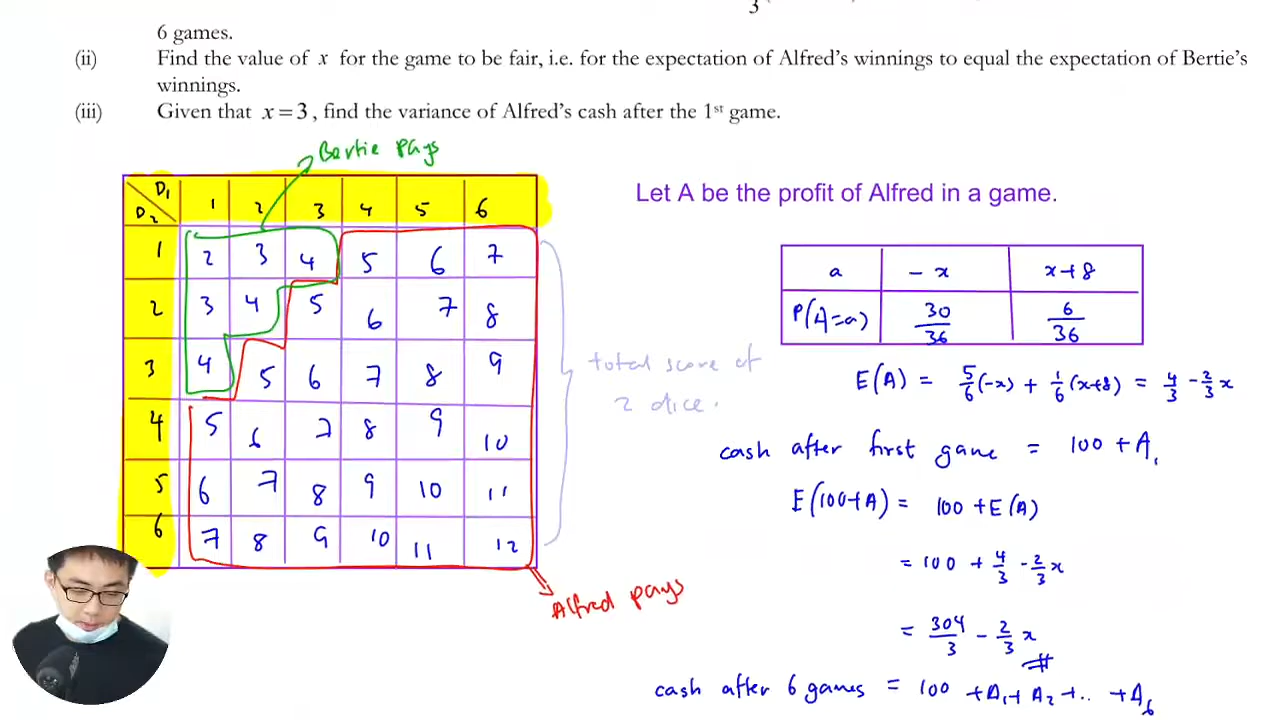 3
6 games.
(ii) Find the value of x for the game to be fair, i.e. for the expectation of Alfred's winnings to equal the expectation of Bertie's
winnings.
(iii) Given that x = 3, find the variance of Alfred's cash after the 1st game.
Bertie pays
D1 1 2 3 4 5 6
D2
1 2 3 4 5 6 7
2 3 4 5 6 7 8
3 4 5 6 7 8 9
4 5 6 7 8 9 10
5 6 7 8 9 10 11
6 7 8 9 10 11 12
total score of
2 dice.
Alfred pays
Let A be the profit of Alfred in a game.
a -x x+8
P(A=a) 30/36 6/36
E(A) = 5/6(-x) + 1/6(x+8) = 4/3 - 2/3 x
cash after first game = 100 + A1
E(100+A) = 100 + E(A)
= 100 + 4/3 - 2/3 x
= 304/3 - 2/3 x #
cash after 6 games = 100 + A1 + A2 + .. + A6